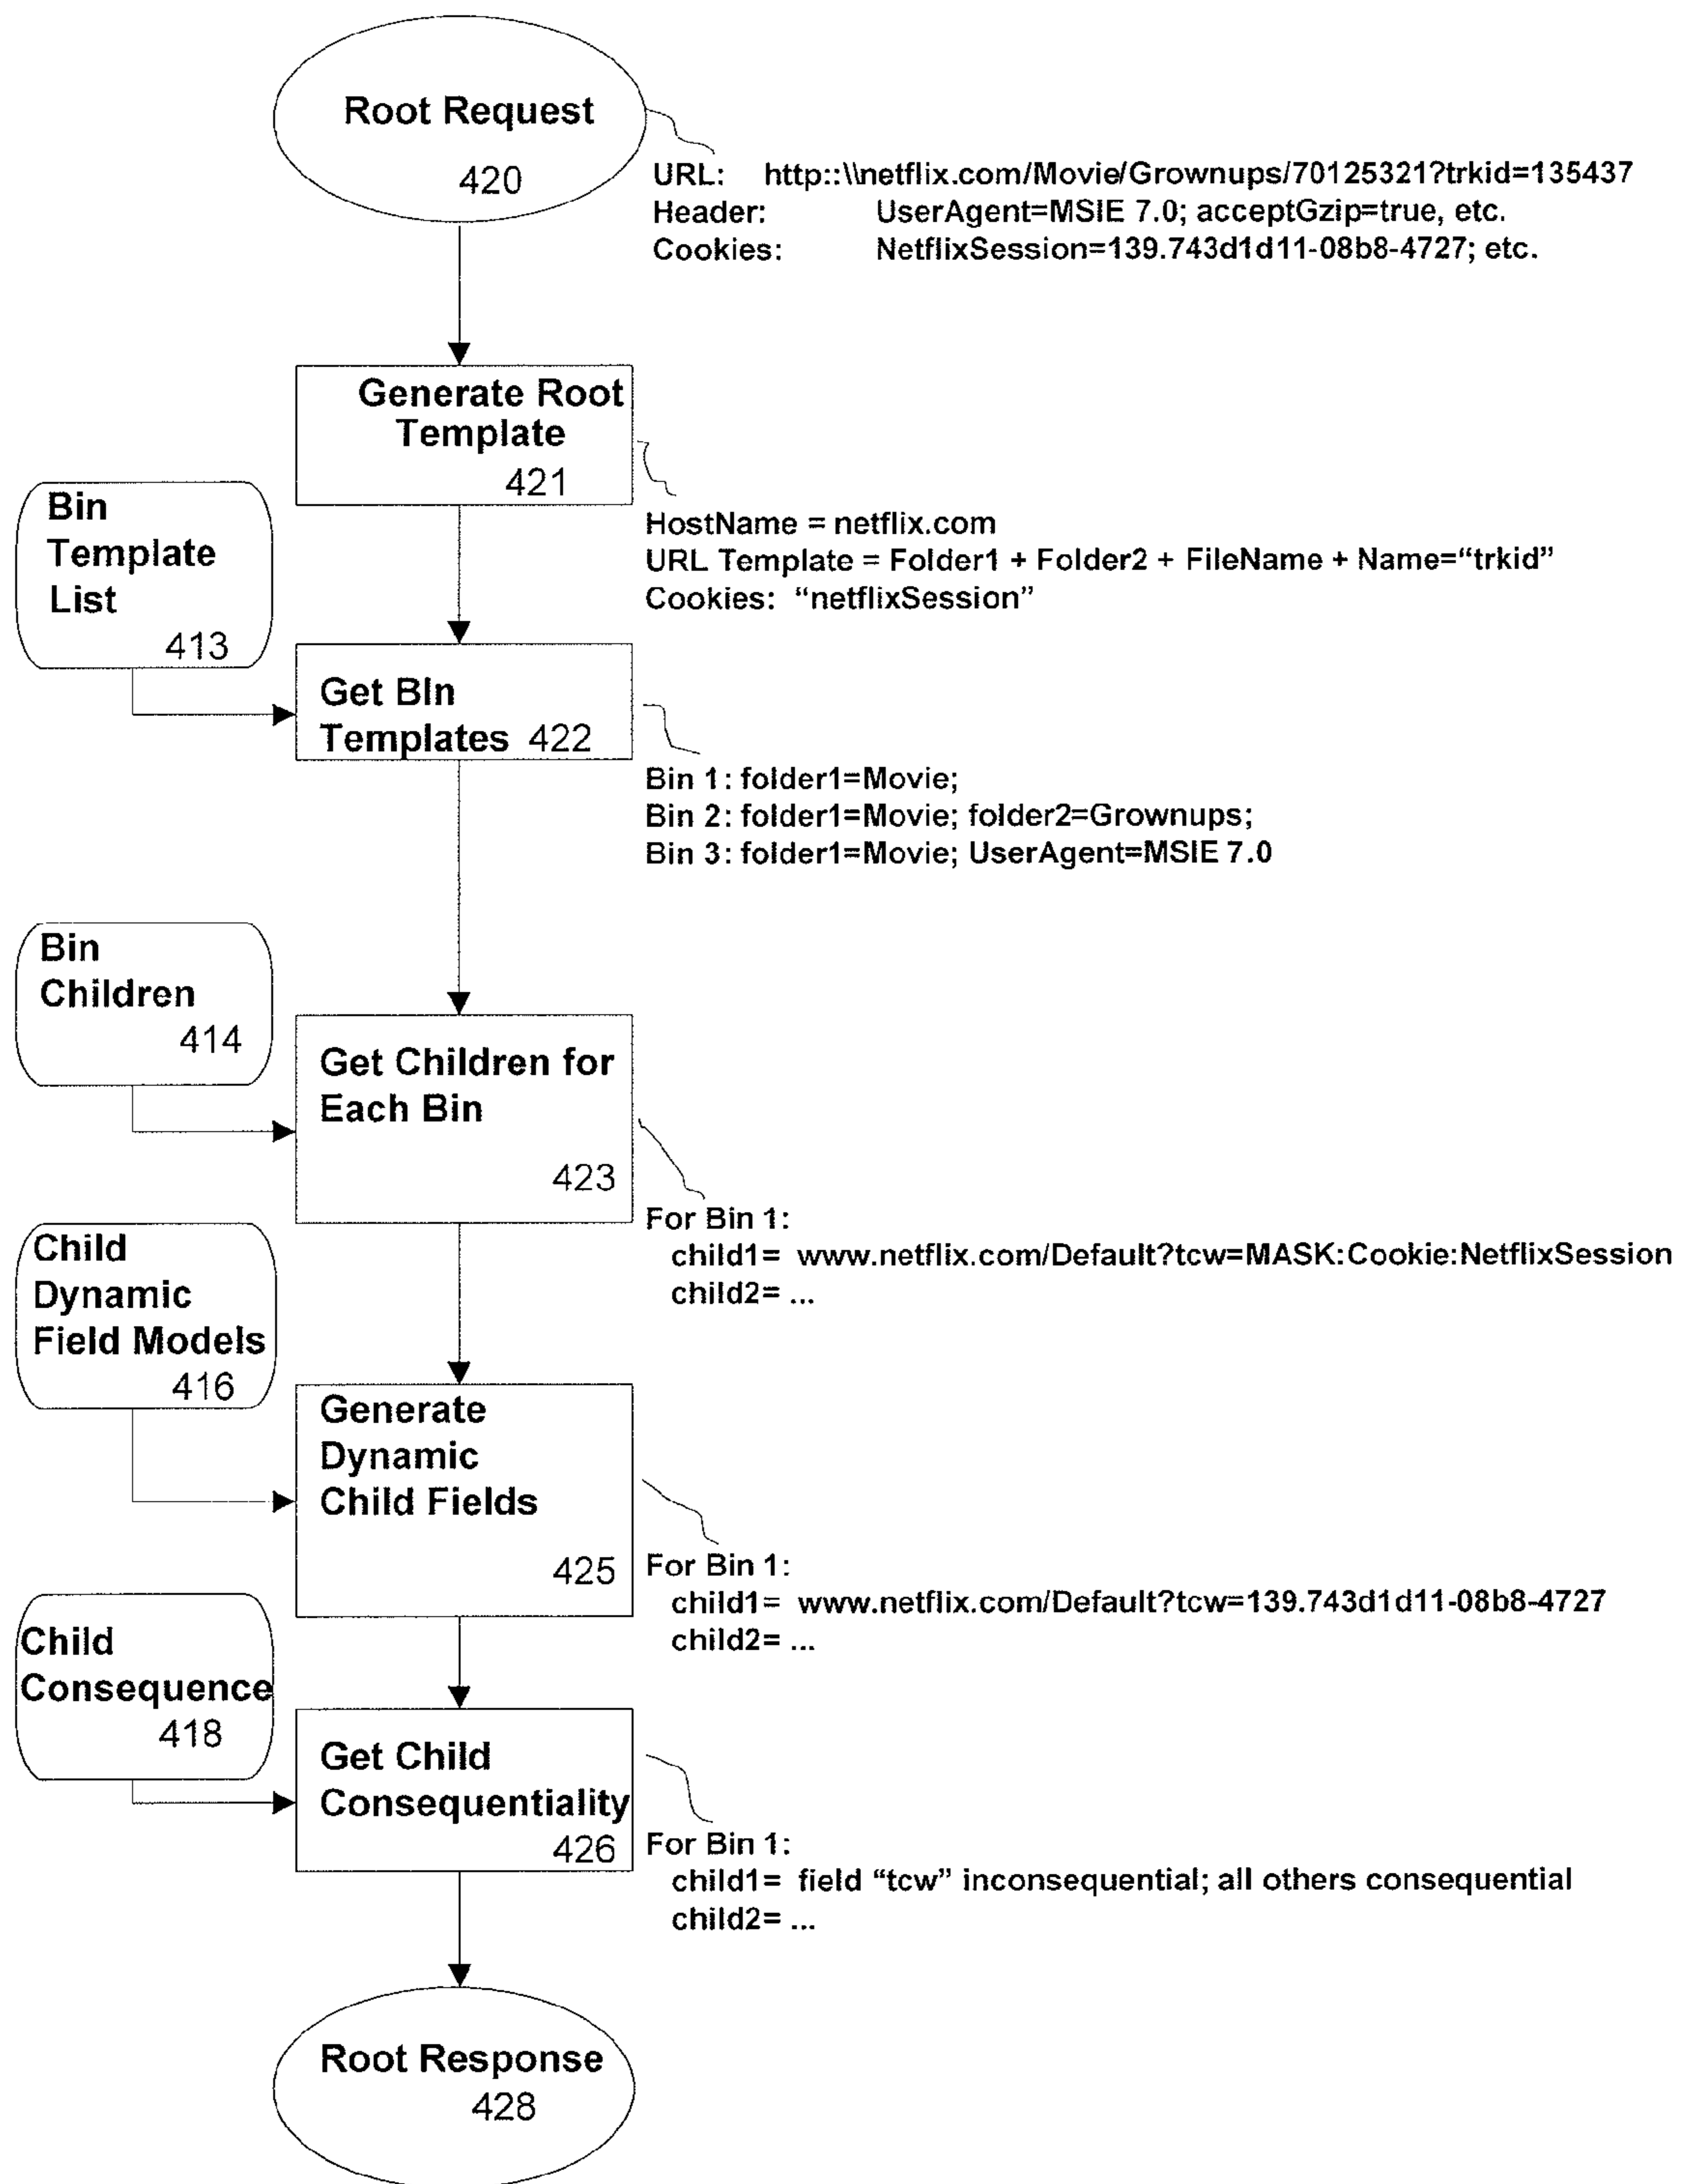 Root Request
420
URL: http::\\netflix.com/Movie/Grownups/70125321?trkid=135437
Header: UserAgent=MSIE 7.0; acceptGzip=true, etc.
Cookies: NetflixSession=139.743d1d11-08b8-4727; etc.
Generate Root
Template
421
HostName = netflix.com
URL Template = Folder1 + Folder2 + FileName + Name=“trkid”
Cookies: “netflixSession”
Bin
Template
List
413
Get BIn
Templates 422
Bin 1: folder1=Movie;
Bin 2: folder1=Movie; folder2=Grownups;
Bin 3: folder1=Movie; UserAgent=MSIE 7.0
Bin
Children
414
Get Children for
Each Bin
423
For Bin 1:
child1= www.netflix.com/Default?tcw=MASK:Cookie:NetflixSession
child2= ...
Child
Dynamic
Field Models
416
Generate
Dynamic
Child Fields
425
For Bin 1:
child1= www.netflix.com/Default?tcw=139.743d1d11-08b8-4727
child2= ...
Child
Consequence
418
Get Child
Consequentiality
426
For Bin 1:
child1= field “tcw” inconsequential; all others consequential
child2= ...
Root Response
428